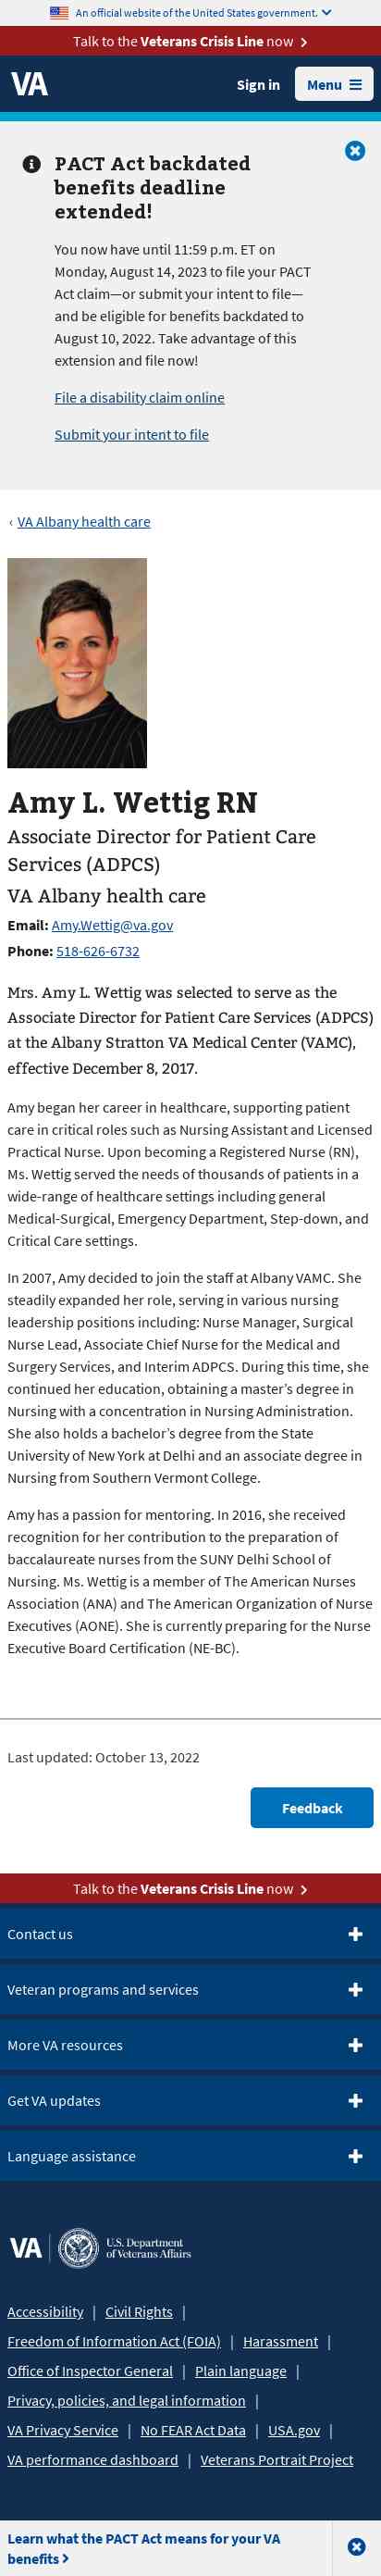 An official website of the United States government.
Talk to the Veterans Crisis Line now
VA
Sign in
Menu
PACT Act backdated
benefits deadline
extended!
You now have until 11:59 p.m. ET on
Monday, August 14, 2023 to file your PACT
Act claim—or submit your intent to file—
and be eligible for benefits backdated to
August 10, 2022. Take advantage of this
extension and file now!
File a disability claim online
Submit your intent to file
‹ VA Albany health care
Amy L. Wettig RN
Associate Director for Patient Care
Services (ADPCS)
VA Albany health care
Email: Amy.Wettig@va.gov
Phone: 518-626-6732
Mrs. Amy L. Wettig was selected to serve as the
Associate Director for Patient Care Services (ADPCS)
at the Albany Stratton VA Medical Center (VAMC),
effective December 8, 2017.
Amy began her career in healthcare, supporting patient
care in critical roles such as Nursing Assistant and Licensed
Practical Nurse. Upon becoming a Registered Nurse (RN),
Ms. Wettig served the needs of thousands of patients in a
wide-range of healthcare settings including general
Medical-Surgical, Emergency Department, Step-down, and
Critical Care settings.
In 2007, Amy decided to join the staff at Albany VAMC. She
steadily expanded her role, serving in various nursing
leadership positions including: Nurse Manager, Surgical
Nurse Lead, Associate Chief Nurse for the Medical and
Surgery Services, and Interim ADPCS. During this time, she
continued her education, obtaining a master’s degree in
Nursing with a concentration in Nursing Administration.
She also holds a bachelor’s degree from the State
University of New York at Delhi and an associate degree in
Nursing from Southern Vermont College.
Amy has a passion for mentoring. In 2016, she received
recognition for her contribution to the preparation of
baccalaureate nurses from the SUNY Delhi School of
Nursing. Ms. Wettig is a member of The American Nurses
Association (ANA) and The American Organization of Nurse
Executives (AONE). She is currently preparing for the Nurse
Executive Board Certification (NE-BC).
Last updated: October 13, 2022
Feedback
Talk to the Veterans Crisis Line now
Contact us
Veteran programs and services
More VA resources
Get VA updates
Language assistance
VA
U.S. Department
of Veterans Affairs
Accessibility | Civil Rights |
Freedom of Information Act (FOIA) | Harassment |
Office of Inspector General | Plain language |
Privacy, policies, and legal information |
VA Privacy Service | No FEAR Act Data | USA.gov |
VA performance dashboard | Veterans Portrait Project
Learn what the PACT Act means for your VA
benefits